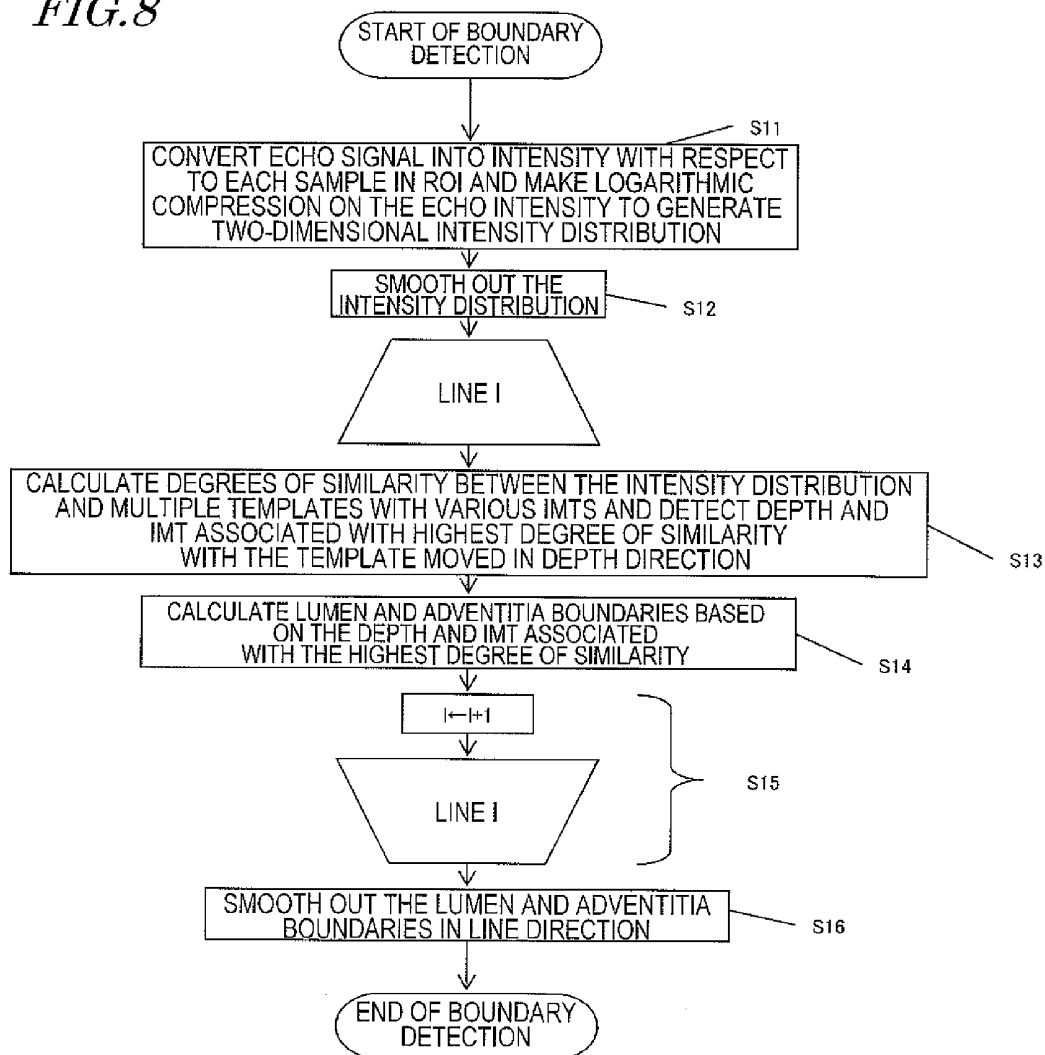 FIG.8
START OF BOUNDARY
DETECTION
S11
CONVERT ECHO SIGNAL INTO INTENSITY WITH RESPECT
TO EACH SAMPLE IN ROI AND MAKE LOGARITHMIC
COMPRESSION ON THE ECHO INTENSITY TO GENERATE
TWO-DIMENSIONAL INTENSITY DISTRIBUTION
SMOOTH OUT THE
INTENSITY DISTRIBUTION
S12
LINE I
CALCULATE DEGREES OF SIMILARITY BETWEEN THE INTENSITY DISTRIBUTION
AND MULTIPLE TEMPLATES WITH VARIOUS IMTS AND DETECT DEPTH AND
IMT ASSOCIATED WITH HIGHEST DEGREE OF SIMILARITY
WITH THE TEMPLATE MOVED IN DEPTH DIRECTION
S13
CALCULATE LUMEN AND ADVENTITIA BOUNDARIES BASED
ON THE DEPTH AND IMT ASSOCIATED
WITH THE HIGHEST DEGREE OF SIMILARITY
S14
I←I+1
LINE I
S15
SMOOTH OUT THE LUMEN AND ADVENTITIA
BOUNDARIES IN LINE DIRECTION
S16
END OF BOUNDARY
DETECTION